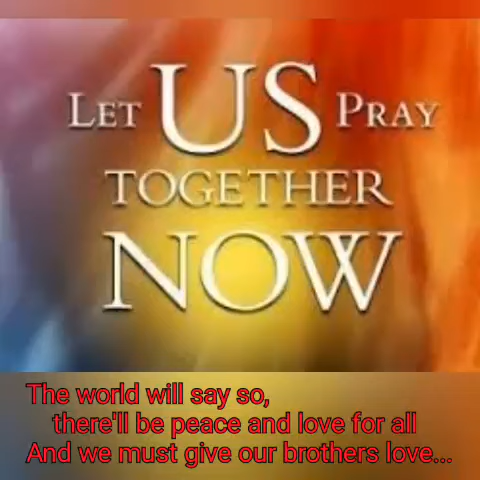 Let US Pray
TOGETHER
NOW
The world will say so,
there'll be peace and love for all
And we must give our brothers love...